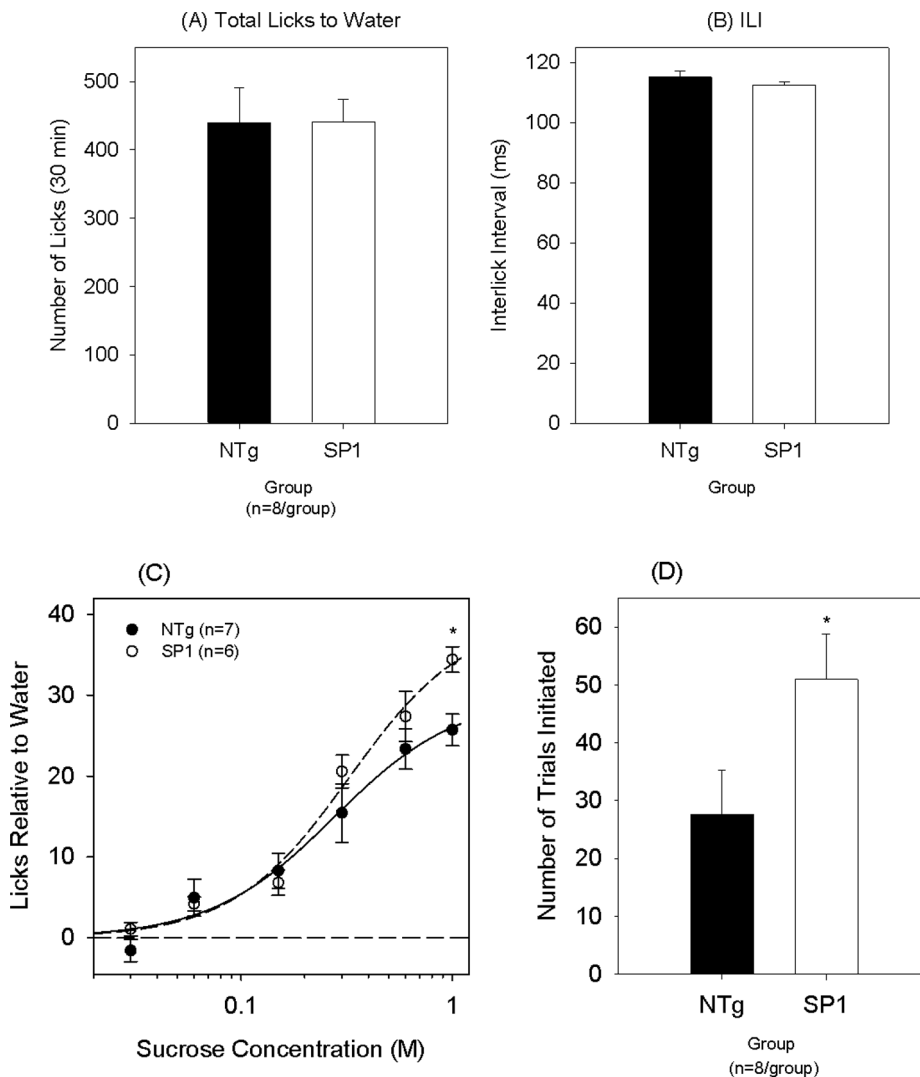 (A) Total Licks to Water
Number of Licks (30 min)
500
400
300
200
100
0
NTg SP1
Group
(n=8/group)
(B) ILI
Interlick Interval (ms)
120
100
80
60
40
20
0
NTg SP1
Group
(C)
Licks Relative to Water
40
30
20
10
0
NTg (n=7)
SP1 (n=6)
*
0.1 1
Sucrose Concentration (M)
(D)
Number of Trials Initiated
60
50
40
30
20
10
0
*
NTg SP1
Group
(n=8/group)